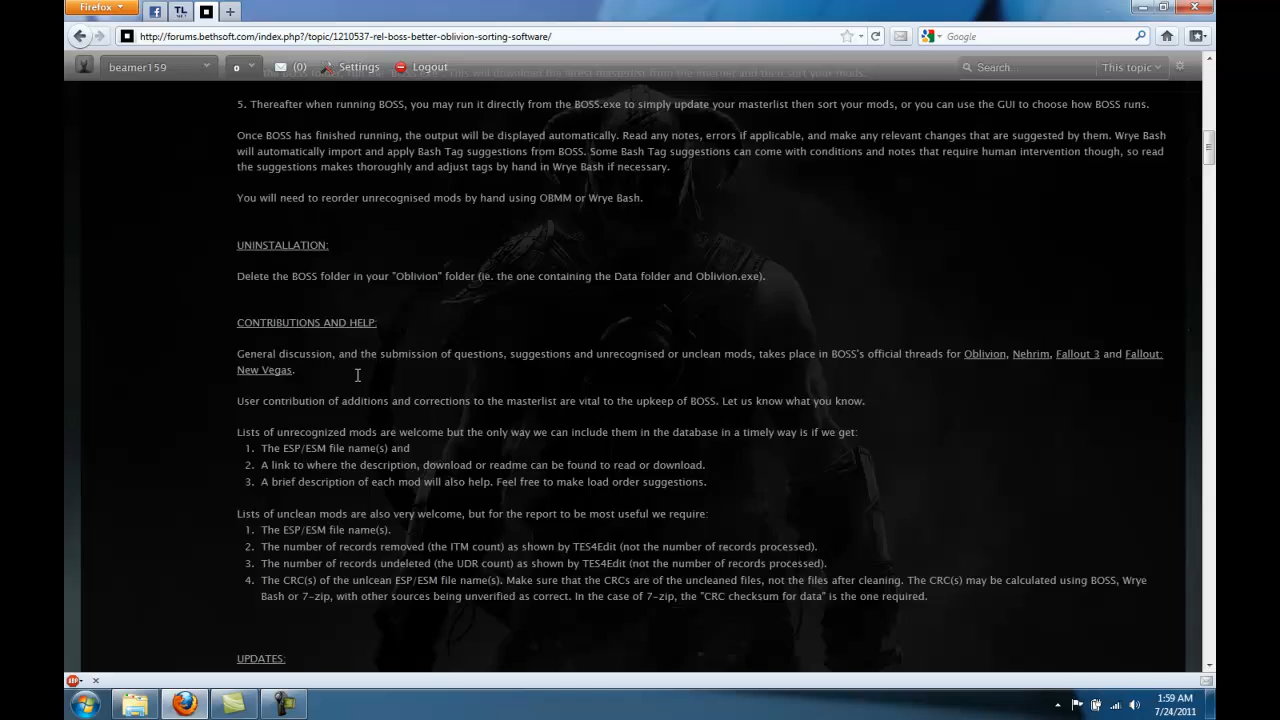 Firefox
http://forums.bethsoft.com/index.php?/topic/1210537-rel-boss-better-oblivion-sorting-software/
Google
beamer159
0
(0)
Settings
Logout
Search...
This topic
5. Thereafter when running BOSS, you may run it directly from the BOSS.exe to simply update your masterlist then sort your mods, or you can use the GUI to choose how BOSS runs.
Once BOSS has finished running, the output will be displayed automatically. Read any notes, errors if applicable, and make any relevant changes that are suggested by them. Wrye Bash
will automatically import and apply Bash Tag suggestions from BOSS. Some Bash Tag suggestions can come with conditions and notes that require human intervention though, so read
the suggestions makes thoroughly and adjust tags by hand in Wrye Bash if necessary.
You will need to reorder unrecognised mods by hand using OBMM or Wrye Bash.
UNINSTALLATION:
Delete the BOSS folder in your "Oblivion" folder (ie. the one containing the Data folder and Oblivion.exe).
CONTRIBUTIONS AND HELP:
General discussion, and the submission of questions, suggestions and unrecognised or unclean mods, takes place in BOSS's official threads for Oblivion, Nehrim, Fallout 3 and Fallout:
New Vegas.
User contribution of additions and corrections to the masterlist are vital to the upkeep of BOSS. Let us know what you know.
Lists of unrecognized mods are welcome but the only way we can include them in the database in a timely way is if we get:
1. The ESP/ESM file name(s) and
2. A link to where the description, download or readme can be found to read or download.
3. A brief description of each mod will also help. Feel free to make load order suggestions.
Lists of unclean mods are also very welcome, but for the report to be most useful we require:
1. The ESP/ESM file name(s).
2. The number of records removed (the ITM count) as shown by TES4Edit (not the number of records processed).
3. The number of records undeleted (the UDR count) as shown by TES4Edit (not the number of records processed).
4. The CRC(s) of the unlcean ESP/ESM file name(s). Make sure that the CRCs are of the uncleaned files, not the files after cleaning. The CRC(s) may be calculated using BOSS, Wrye
Bash or 7-zip, with other sources being unverified as correct. In the case of 7-zip, the "CRC checksum for data" is the one required.
UPDATES:
1:59 AM
7/24/2011